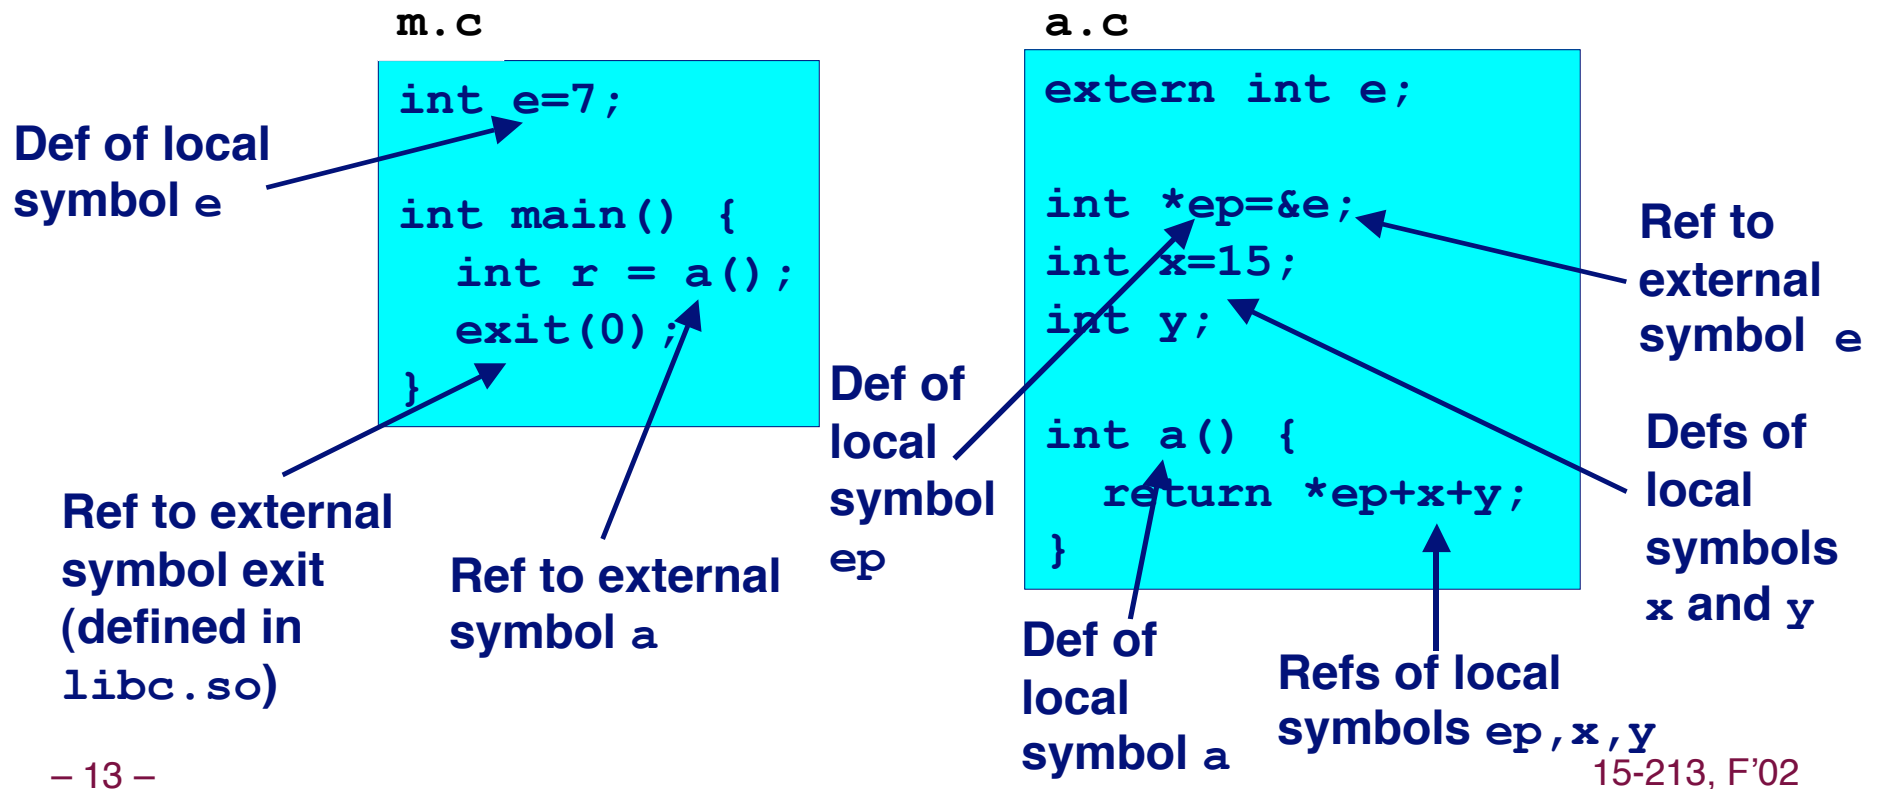 m.c
int e=7;
int main() {
int r = a();
exit(0);
}
Def of local
symbol e
Ref to external
symbol exit
(defined in
libc.so)
Ref to external
symbol a
a.c
extern int e;
int *ep=&e;
int x=15;
int y;
int a() {
return *ep+x+y;
}
Def of
local
symbol
ep
Ref to
external
symbol e
Defs of
local
symbols
x and y
Def of
local
symbol a
Refs of local
symbols ep,x,y
– 13 –
15-213, F’02